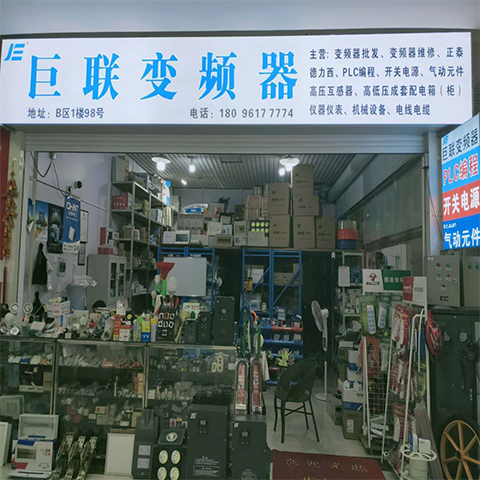 JE
巨联变频器
地址：B区1楼98号
电话：180 9617 7774
主营：变频器批发、变频器维修、正泰
德力西、PLC编程、开关电源、气动元件
高压互感器、高低压成套配电箱（柜）
仪器仪表、机械设备、电线电缆
巨联变频器
PLC编程
开关电源
气动元件
CHNT